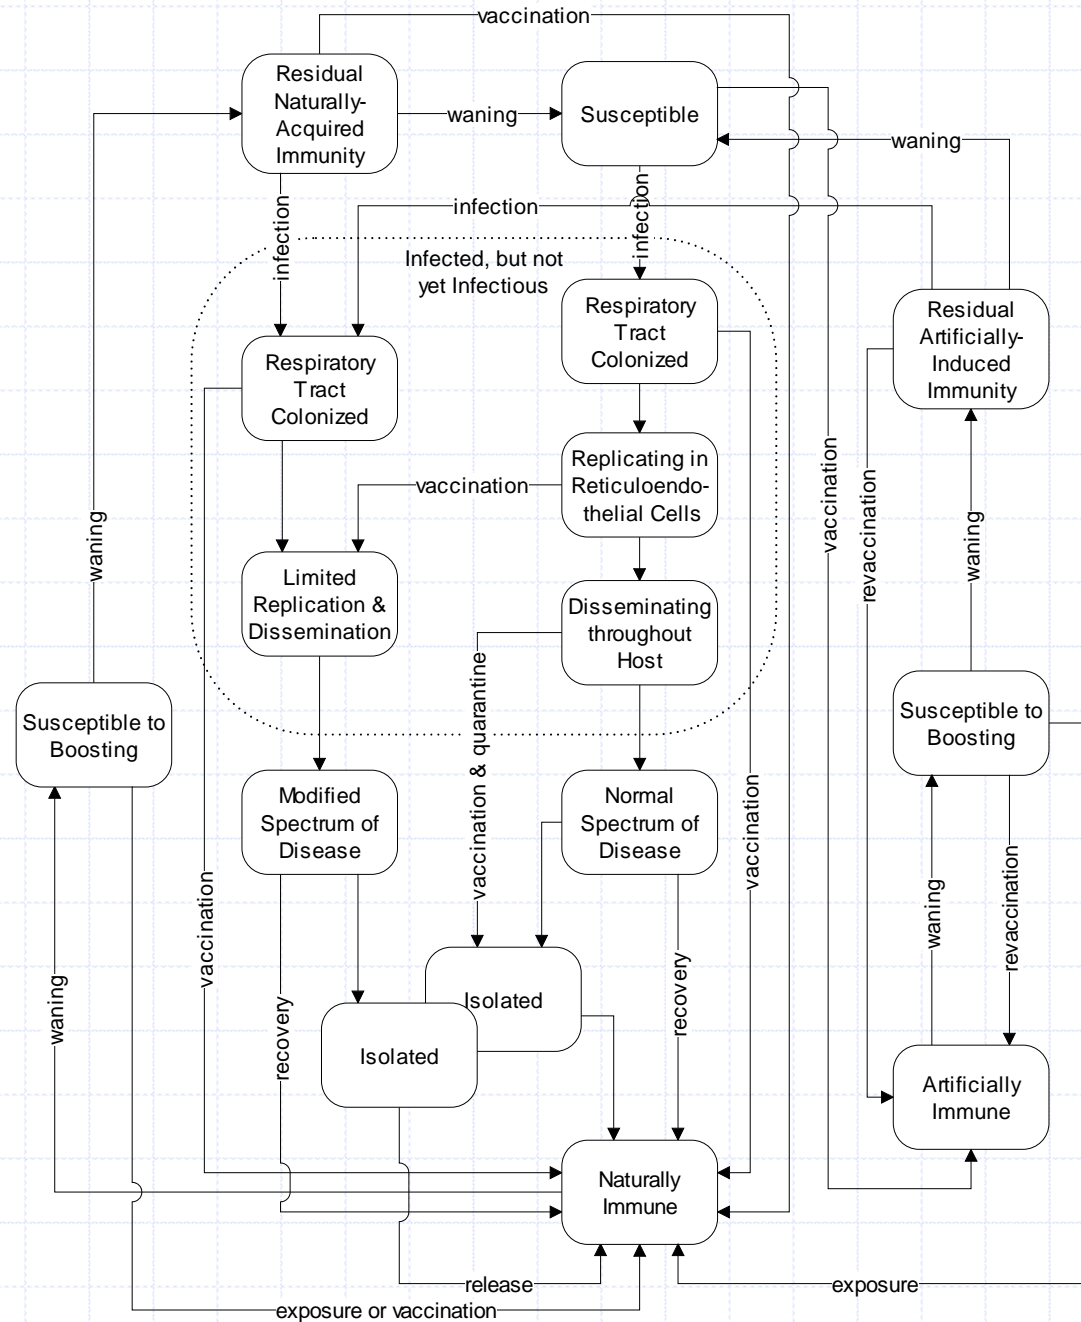 vaccination
Residual
Naturally-
Acquired
Immunity
waning
Susceptible
waning
infection
infection
infection
Infected, but not
yet Infectious
Respiratory
Tract
Colonized
Residual
Artificially-
Induced
Immunity
Respiratory
Tract
Colonized
Replicating in
Reticuloendo-
thelial Cells
vaccination
vaccination
revaccination
waning
waning
Limited
Replication &
Dissemination
Disseminating
throughout
Host
vaccination & quarantine
Susceptible to
Boosting
Susceptible to
Boosting
Modified
Spectrum of
Disease
Normal
Spectrum of
Disease
vaccination
vaccination
waning
revaccination
waning
recovery
Isolated
recovery
Isolated
Artificially
Immune
Naturally
Immune
release
exposure
exposure or vaccination